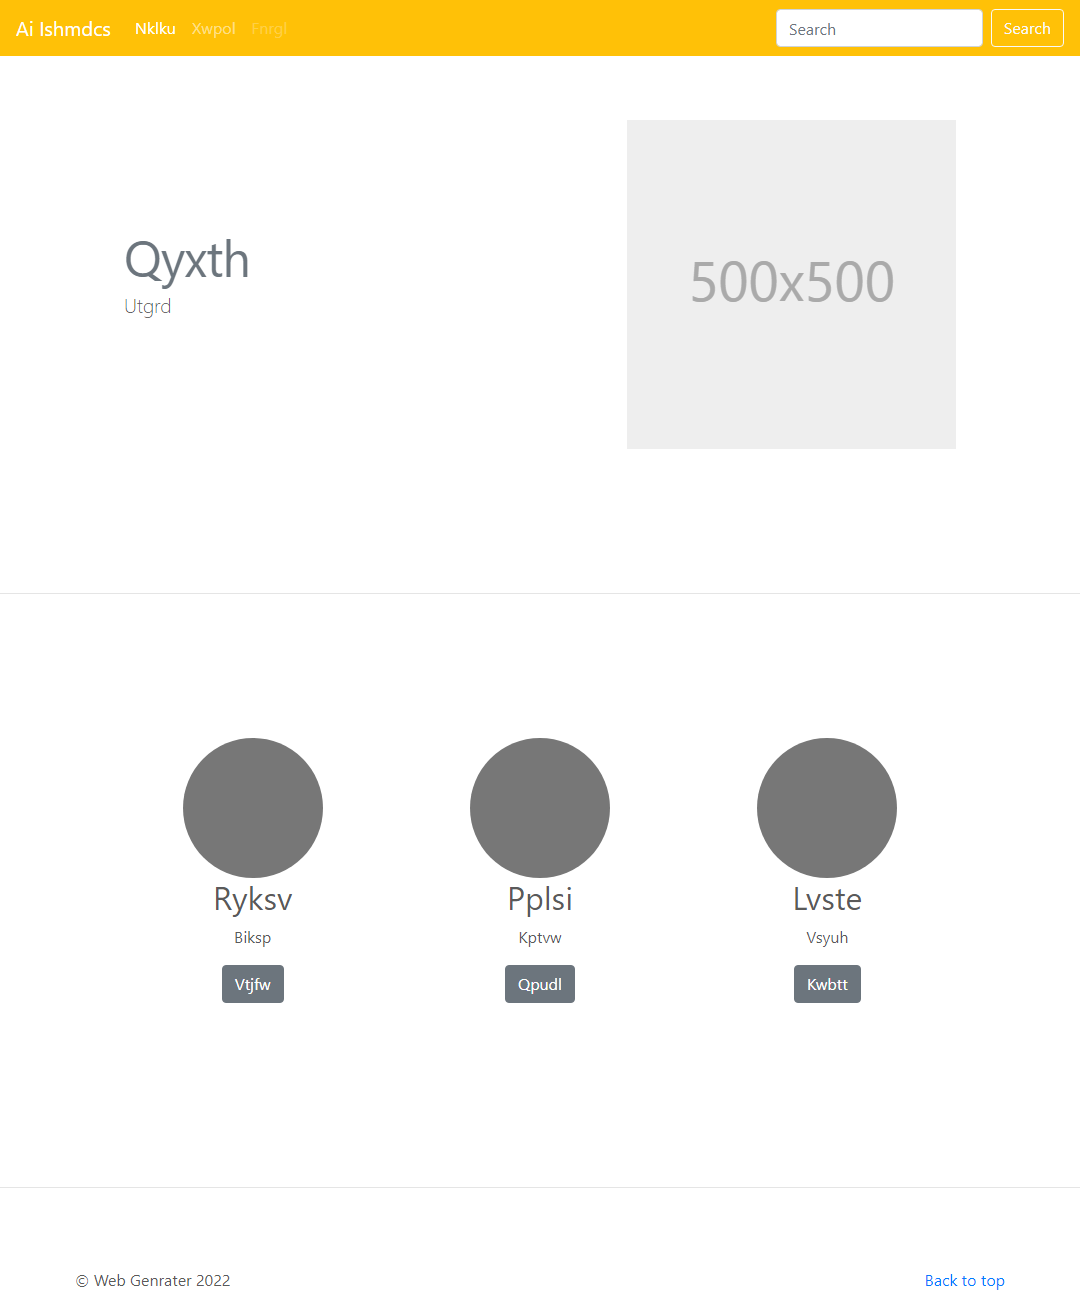 Ai Ishmdcs Nklku Xwpol Fnrgl Search Search
Qyxth
Utgrd
500x500
Ryksv Pplsi Lvste
Biksp Kptvw Vsyuh
Vtjfw Qpudl Kwbtt
© Web Genrater 2022 Back to top